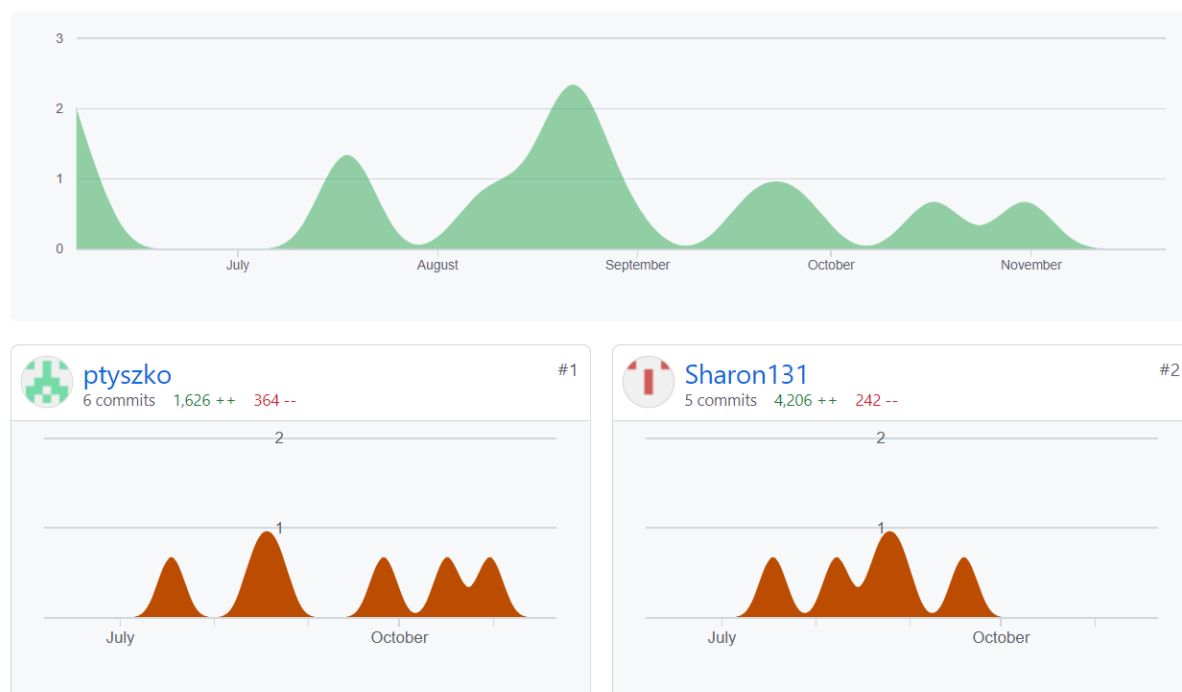 3
2
1
0
July August September October November
ptyszko #1
6 commits 1,626 ++ 364 --
2
1
July October
Sharon131 #2
5 commits 4,206 ++ 242 --
2
1
July October